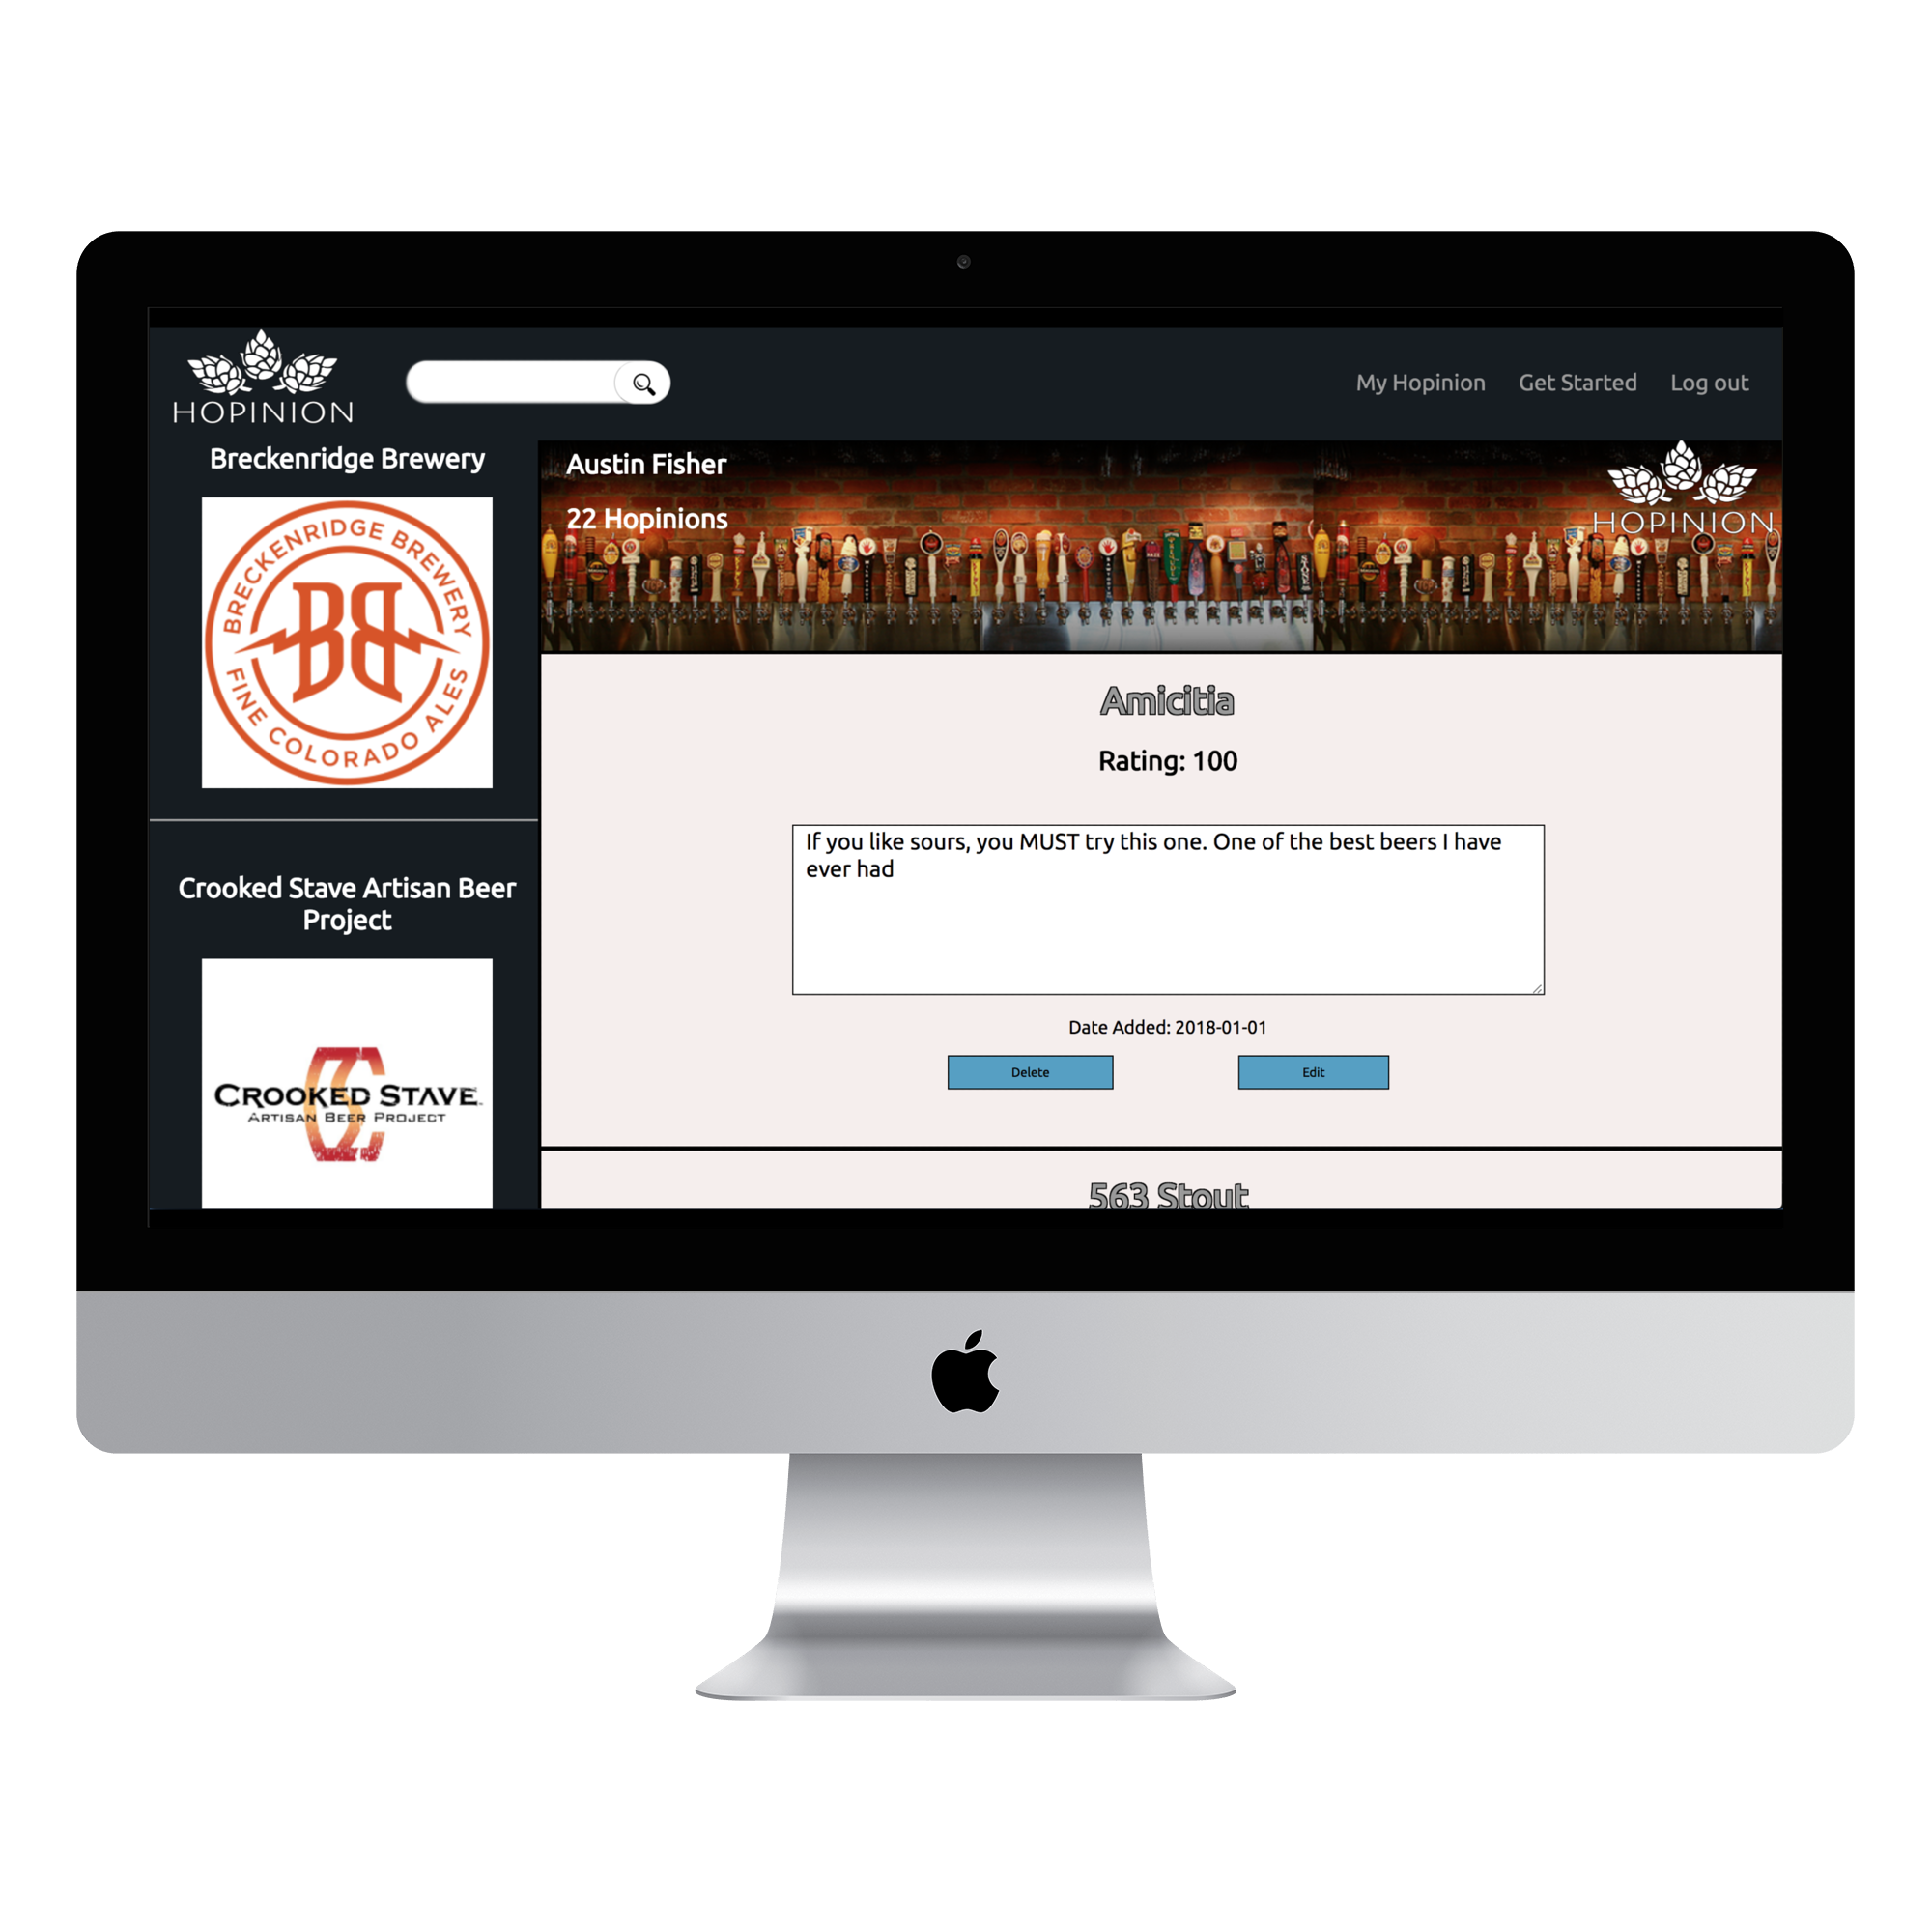 HOPINION
My Hopinion Get Started Log out
Breckenridge Brewery
BRECKENRIDGE BREWERY
BB
FINE COLORADO ALES
Crooked Stave Artisan Beer
Project
CROOKED STAVE
ARTISAN BEER PROJECT
Austin Fisher
22 Hopinions
HOPINION
Amicitia
Rating: 100
If you like sours, you MUST try this one. One of the best beers I have
ever had
Date Added: 2018-01-01
Delete Edit
563 Stout